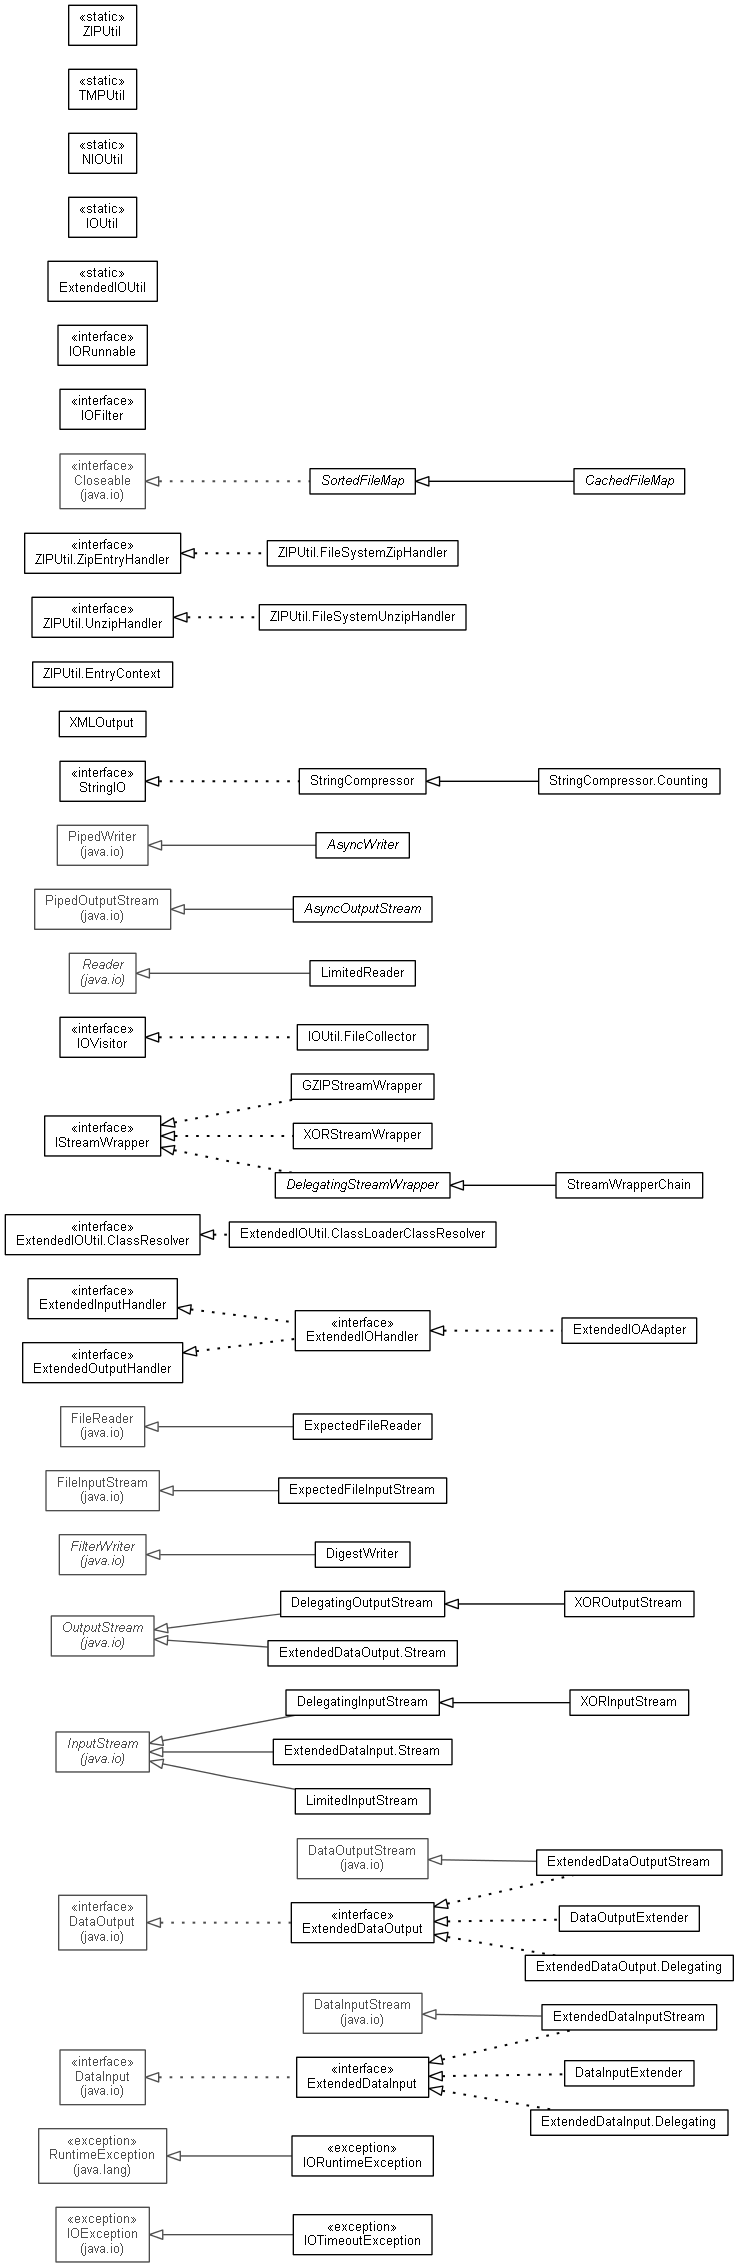 «static»
ZIPUtil
«static»
TMPUtil
«static»
NIOUtil
«static»
IOUtil
«static»
ExtendedIOUtil
«interface»
IORunnable
«interface»
IOFilter
«interface»
Closeable
(java.io)
SortedFileMap
CachedFileMap
«interface»
ZIPUtil.ZipEntryHandler
ZIPUtil.FileSystemZipHandler
«interface»
ZIPUtil.UnzipHandler
ZIPUtil.FileSystemUnzipHandler
ZIPUtil.EntryContext
XMLOutput
«interface»
StringIO
StringCompressor
StringCompressor.Counting
PipedWriter
(java.io)
AsyncWriter
PipedOutputStream
(java.io)
AsyncOutputStream
Reader
(java.io)
LimitedReader
«interface»
IOVisitor
IOUtil.FileCollector
GZIPStreamWrapper
«interface»
IStreamWrapper
XORStreamWrapper
DelegatingStreamWrapper
StreamWrapperChain
«interface»
ExtendedIOUtil.ClassResolver
ExtendedIOUtil.ClassLoaderClassResolver
«interface»
ExtendedInputHandler
«interface»
ExtendedIOHandler
ExtendedIOAdapter
«interface»
ExtendedOutputHandler
FileReader
(java.io)
ExpectedFileReader
FileInputStream
(java.io)
ExpectedFileInputStream
FilterWriter
(java.io)
DigestWriter
DelegatingOutputStream
XOROutputStream
OutputStream
(java.io)
ExtendedDataOutput.Stream
DelegatingInputStream
XORInputStream
InputStream
(java.io)
ExtendedDataInput.Stream
LimitedInputStream
DataOutputStream
(java.io)
ExtendedDataOutputStream
«interface»
DataOutput
(java.io)
«interface»
ExtendedDataOutput
DataOutputExtender
ExtendedDataOutput.Delegating
DataInputStream
(java.io)
ExtendedDataInputStream
«interface»
DataInput
(java.io)
«interface»
ExtendedDataInput
DataInputExtender
ExtendedDataInput.Delegating
«exception»
RuntimeException
(java.lang)
«exception»
IORuntimeException
«exception»
IOException
(java.io)
«exception»
IOTimeoutException